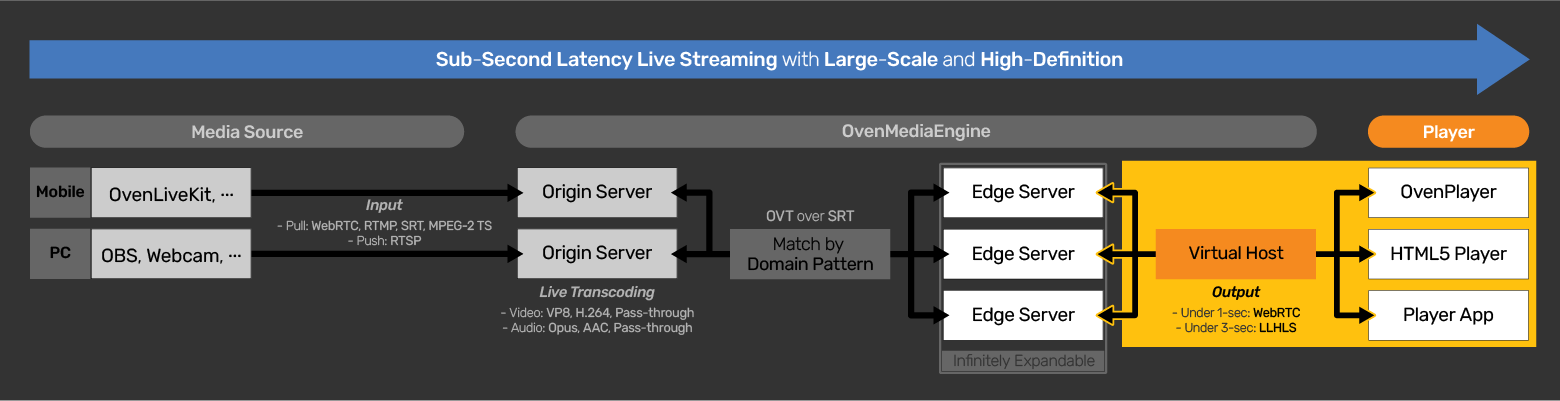 Sub-Second Latency Live Streaming with Large-Scale and High-Definition
Media Source
OvenMediaEngine
Player
Mobile
OvenLiveKit, ···
PC
OBS, Webcam, ···
Input
- Pull: WebRTC, RTMP, SRT, MPEG-2 TS
- Push: RTSP
Origin Server
Origin Server
Live Transcoding
- Video: VP8, H.264, Pass-through
- Audio: Opus, AAC, Pass-through
OVT over SRT
Match by
Domain Pattern
Edge Server
Edge Server
Edge Server
Infinitely Expandable
Virtual Host
Output
- Under 1-sec: WebRTC
- Under 3-sec: LLHLS
OvenPlayer
HTML5 Player
Player App